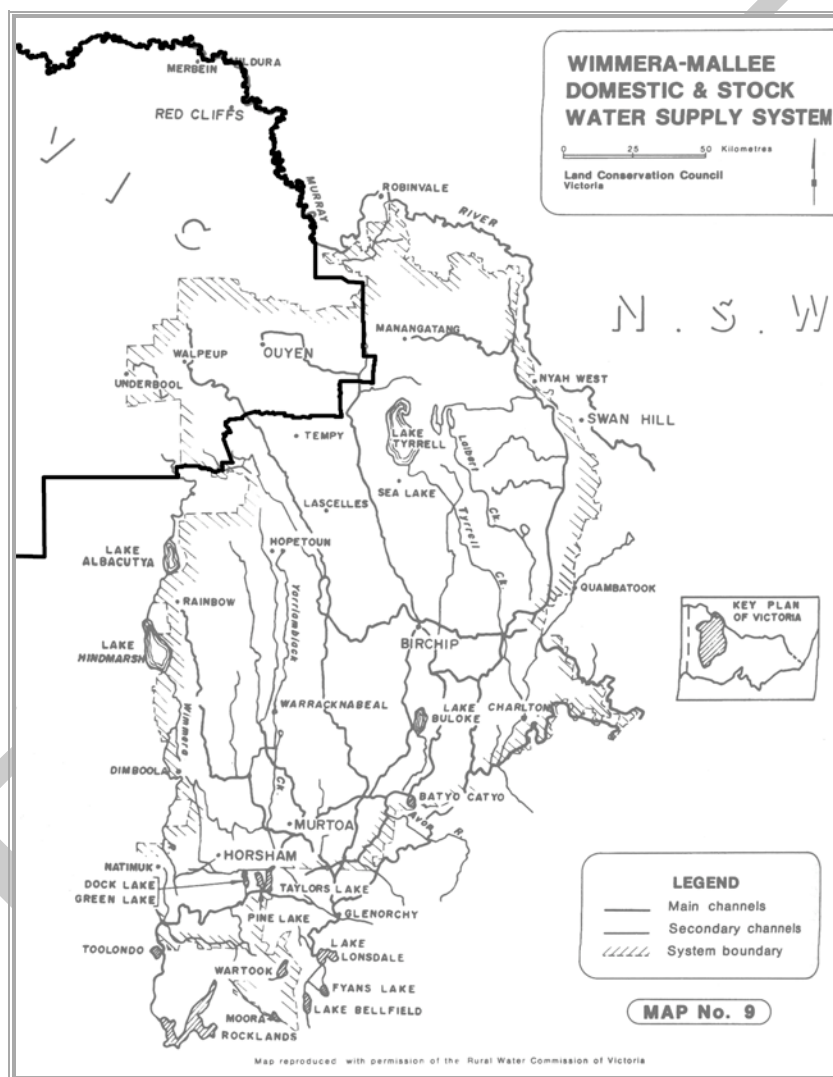 WIMMERA-MALLEE
DOMESTIC & STOCK
WATER SUPPLY SYSTEM
0 25 50 Kilometres
Land Conservation Council
Victoria
MERBEIN
RED CLIFFS
V I C
MURRAY
ROBINVALE
RIVER
N.S.W
MANANGATANG
OUYEN
WALPEUP
UNDERBOOL
NYAH WEST
SWAN HILL
TEMPY
LAKE
TYRRELL
Lalbert
Ck.
SEA LAKE
Tyrrell
Ck.
LASCELLES
HOPETOUN
LAKE
ALBACUTYA
QUAMBATOOK
RAINBOW
Yarriambiack
Ck.
KEY PLAN
OF VICTORIA
BIRCHIP
LAKE
HINDMARSH
WARRACKNABEAL
LAKE
BULOKE
CHARLTON
Wimmera
R.
DIMBOOLA
BATYO CATYO
Avon R.
MURTOA
HORSHAM
NATIMUK
DOCK LAKE
GREEN LAKE
TAYLORS LAKE
PINE LAKE
GLENORCHY
TOOLONDO
LAKE
LONSDALE
WARTOOK
FYANS LAKE
LAKE BELLFIELD
MOORA
ROCKLANDS
LEGEND
Main channels
Secondary channels
System boundary
MAP No. 9
Map reproduced with permission of the Rural Water Commission of Victoria